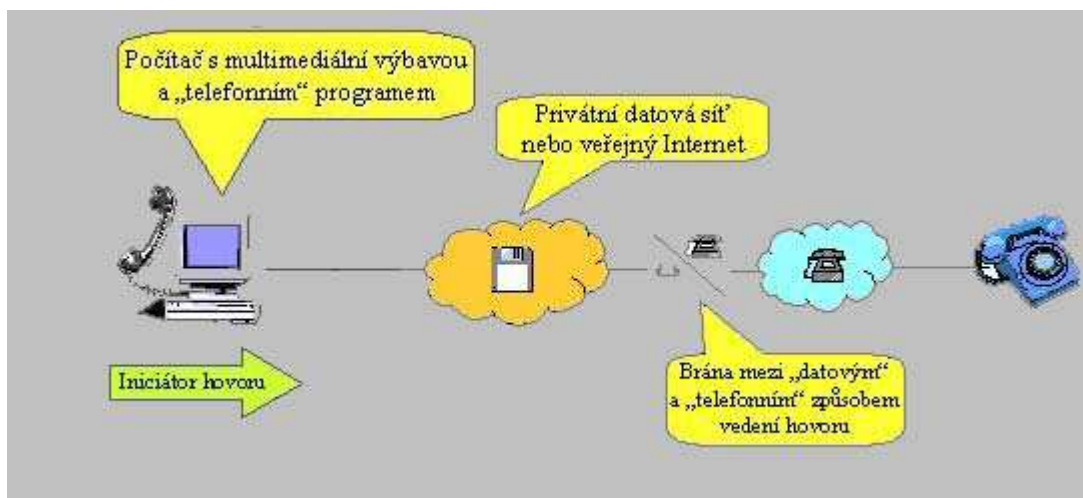 Počítač s multimediální výbavou
a „telefonním“ programem
Privátní datová síť
nebo veřejný Internet
Iniciátor hovoru
Brána mezi „datovým“
a „telefonním“ způsobem
vedení hovoru